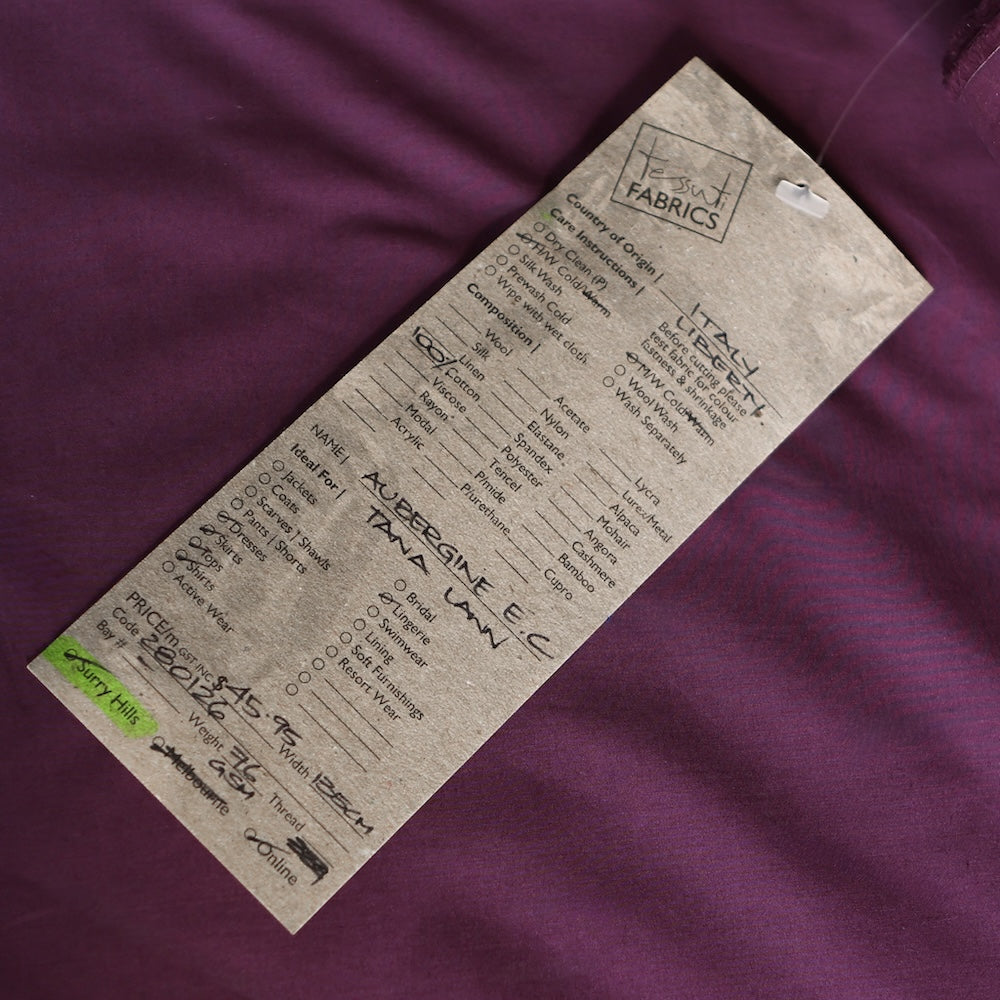 tessuti
FABRICS
Country of Origin | ITALY
LIBERTY.
Care Instructions |
Before cutting please
test fabric for colour
fastness & shrinkage
Dry Clean (P)
H/W Cold/Warm
Silk Wash
Prewash Cold
Wipe with wet cloth
M/W Cold/Warm
Wool Wash
Wash Separately
Composition |
Wool
Silk
Linen
100% Cotton
Viscose
Rayon
Modal
Acrylic
Acetate
Nylon
Elastane
Spandex
Polyester
Tencel
P/mide
P/urethane
Lycra
Lurex/Metal
Alpaca
Mohair
Angora
Cashmere
Bamboo
Cupro
NAME | AUBERGINE E.C
TANA LAWN
Ideal For |
Jackets
Coats
Scarves | Shawls
Pants | Shorts
Dresses
Skirts
Tops
Shirts
Active Wear
Bridal
Lingerie
Swimwear
Lining
Soft Furnishings
Resort Wear
PRICE/m GST INC $45.95
Code 280126
Width 135CM
Bay #
Weight 76
GSM
Thread
Surry Hills
Melbourne
Online